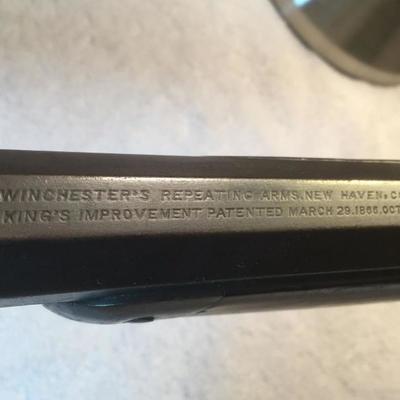 WINCHESTER'S REPEATING ARMS. NEW HAVEN, C
KING'S IMPROVEMENT PATENTED MARCH 29. 1866. OCT